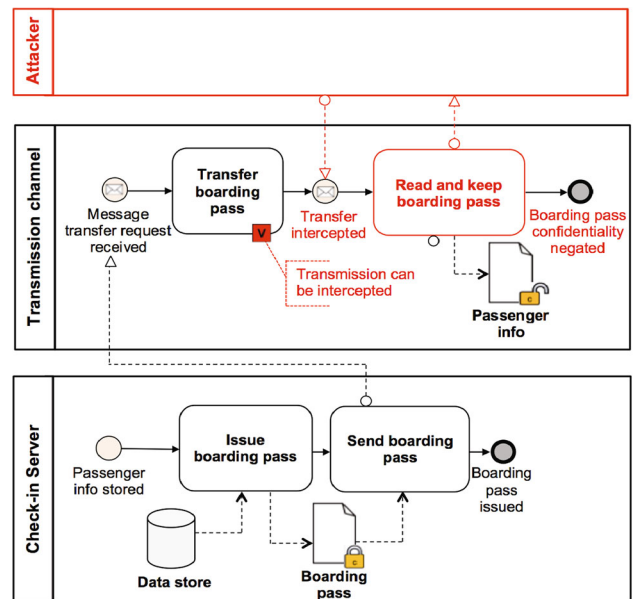 Attacker
Transmission channel
Transfer
boarding
pass
Read and keep
boarding pass
Message
transfer request
received
Transfer
intercepted
Boarding pass
confidentiality
negated
V
Transmission can
be intercepted
C
Passenger
info
Check-in Server
Issue
boarding pass
Send boarding
pass
Passenger
info stored
Boarding
pass
issued
C
Data store
Boarding
pass